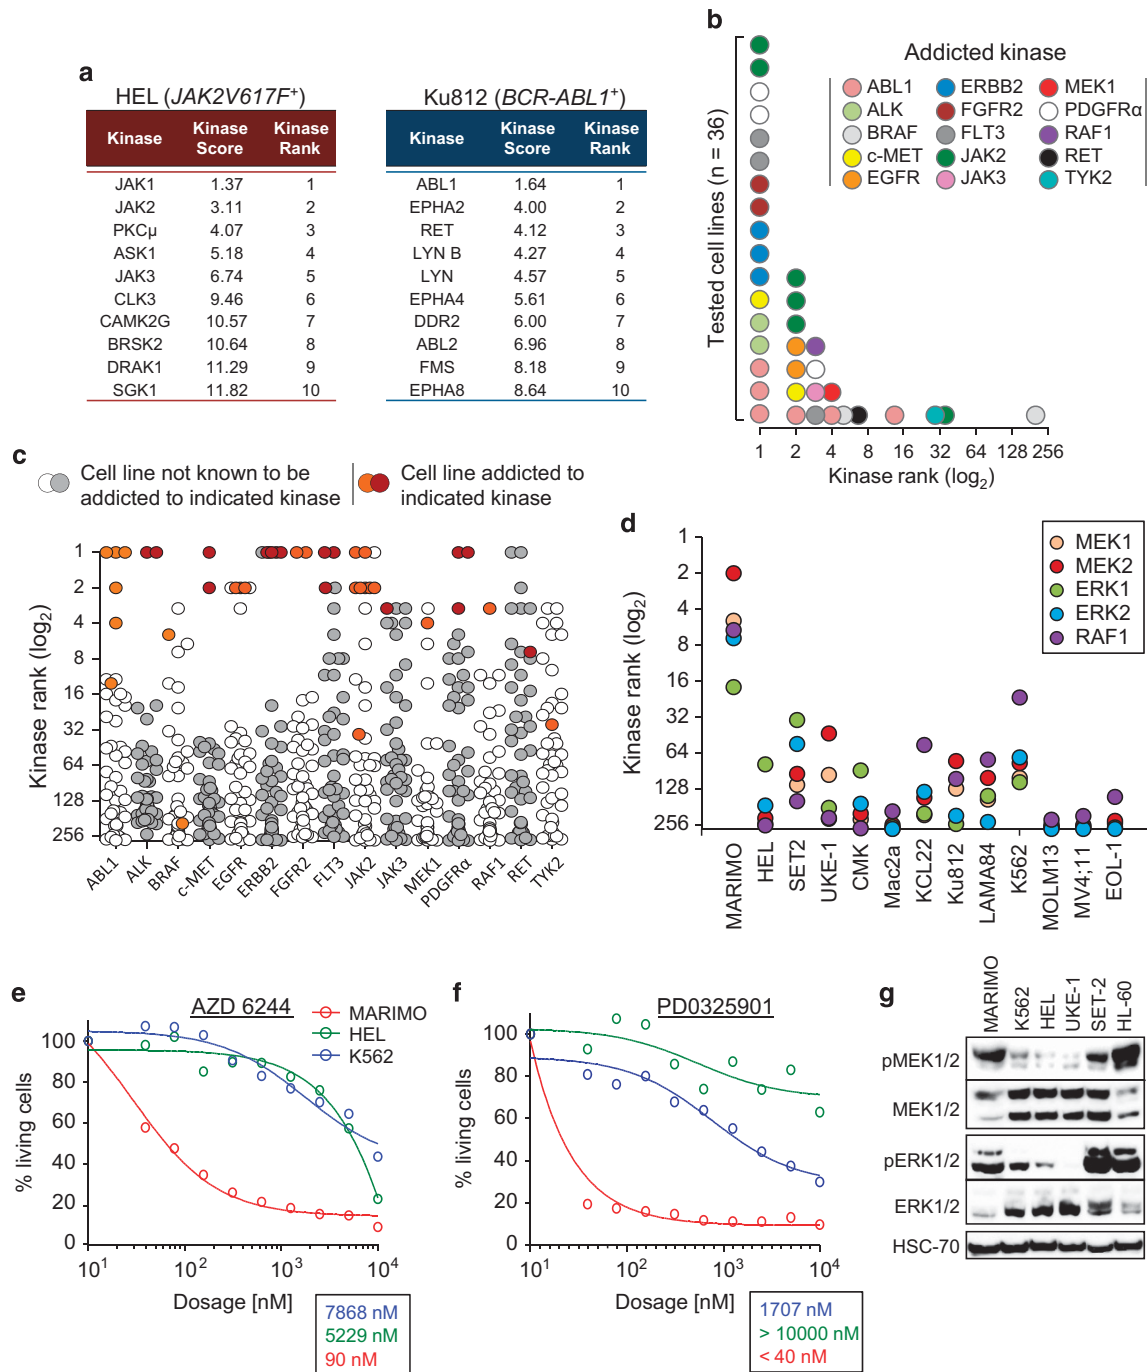 a
HEL (JAK2V617F+)
Kinase Kinase Score Kinase Rank
JAK1 1.37 1
JAK2 3.11 2
PKCµ 4.07 3
ASK1 5.18 4
JAK3 6.74 5
CLK3 9.46 6
CAMK2G 10.57 7
BRSK2 10.64 8
DRAK1 11.29 9
SGK1 11.82 10
Ku812 (BCR-ABL1+)
Kinase Kinase Score Kinase Rank
ABL1 1.64 1
EPHA2 4.00 2
RET 4.12 3
LYN B 4.27 4
LYN 4.57 5
EPHA4 5.61 6
DDR2 6.00 7
ABL2 6.96 8
FMS 8.18 9
EPHA8 8.64 10
b
Addicted kinase
ABL1 ERBB2 MEK1
ALK FGFR2 PDGFRα
BRAF FLT3 RAF1
c-MET JAK2 RET
EGFR JAK3 TYK2
Tested cell lines (n = 36)
1 2 4 8 16 32 64 128 256
Kinase rank (log2)
c
Cell line not known to be addicted to indicated kinase
Cell line addicted to indicated kinase
Kinase rank (log2)
1
2
4
8
16
32
64
128
256
ABL1 ALK BRAF c-MET EGFR ERBB2 FGFR2 FLT3 JAK2 JAK3 MEK1 PDGFRα RAF1 RET TYK2
d
MEK1
MEK2
ERK1
ERK2
RAF1
Kinase rank (log2)
1
2
4
8
16
32
64
128
256
MARIMO HEL SET2 UKE-1 CMK Mac2a KCL22 Ku812 LAMA84 K562 MOLM13 MV4;11 EOL-1
e
AZD 6244
MARIMO
HEL
K562
% living cells
100
80
60
40
20
0
10^1 10^2 10^3 10^4
Dosage [nM]
7868 nM
5229 nM
90 nM
f
PD0325901
% living cells
100
80
60
40
20
0
10^1 10^2 10^3 10^4
Dosage [nM]
1707 nM
> 10000 nM
< 40 nM
g
MARIMO K562 HEL UKE-1 SET-2 HL-60
pMEK1/2
MEK1/2
pERK1/2
ERK1/2
HSC-70